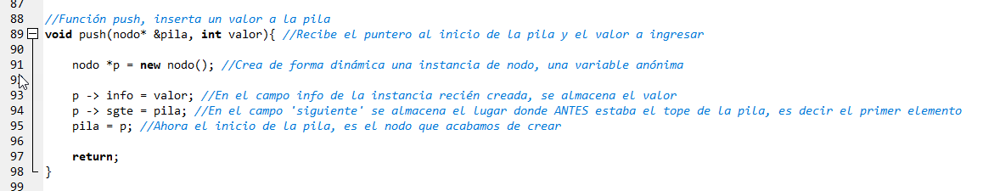 87
88 //Función push, inserta un valor a la pila
89 void push(nodo* &pila, int valor){ //Recibe el puntero al inicio de la pila y el valor a ingresar
90
91 nodo *p = new nodo(); //Crea de forma dinámica una instancia de nodo, una variable anónima
9
93 p -> info = valor; //En el campo info de la instancia recién creada, se almacena el valor
94 p -> sgte = pila; //En el campo 'siguiente' se almacena el lugar donde ANTES estaba el tope de la pila, es decir el primer elemento
95 pila = p; //Ahora el inicio de la pila, es el nodo que acabamos de crear
96
97 return;
98 }
99